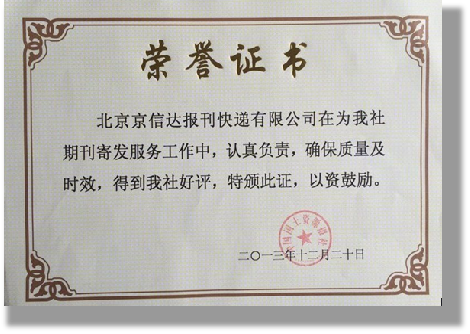 荣誉证书
北京京信达报刊快递有限公司在为我社
期刊寄发服务工作中，认真负责，确保质量及
时效，得到我社好评，特颁此证，以资鼓励。
二〇一三年十二月二十日